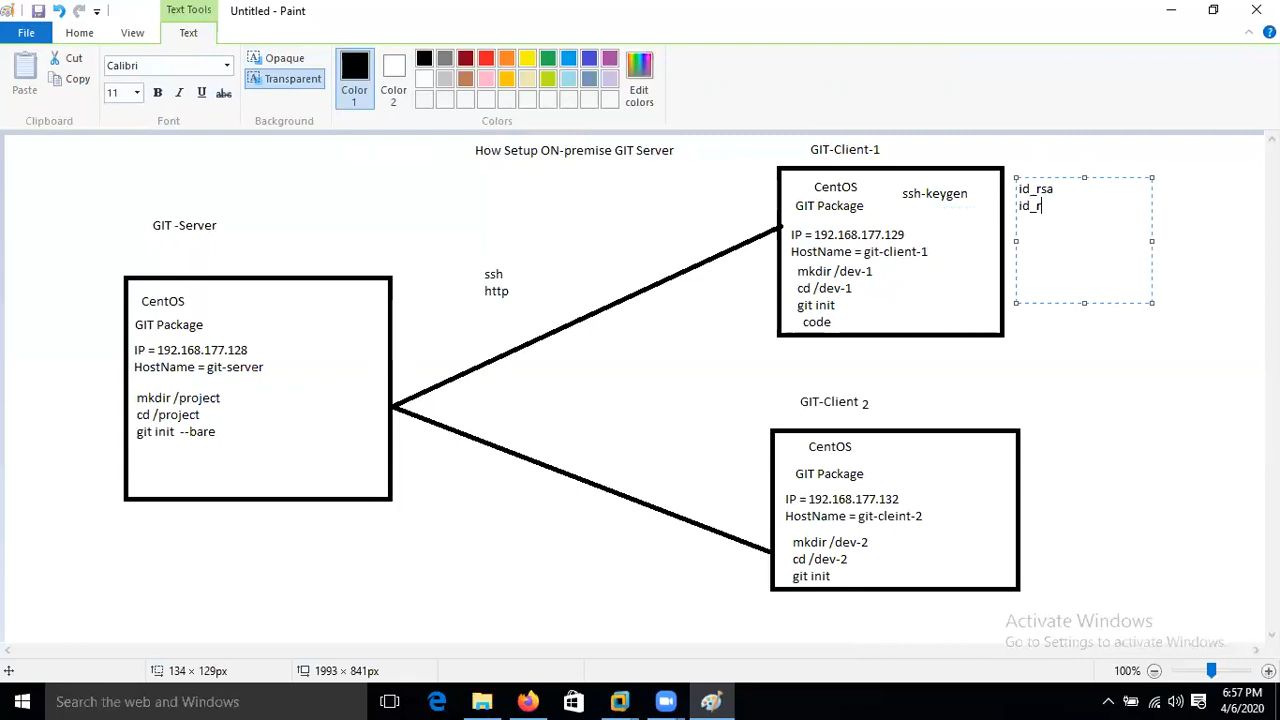 Text Tools
Untitled - Paint
File
Home
View
Text
Paste
Cut
Copy
Clipboard
Calibri
11
B I U abc
Font
Opaque
Transparent
Background
Color 1
Color 2
Edit colors
Colors
How Setup ON-premise GIT Server
GIT -Server
CentOS
GIT Package
IP = 192.168.177.128
HostName = git-server
mkdir /project
cd /project
git init --bare
ssh
http
GIT-Client-1
CentOS
GIT Package
ssh-keygen
IP = 192.168.177.129
HostName = git-client-1
mkdir /dev-1
cd /dev-1
git init
code
id_rsa
id_r
GIT-Client 2
CentOS
GIT Package
IP = 192.168.177.132
HostName = git-cleint-2
mkdir /dev-2
cd /dev-2
git init
Activate Windows
Go to Settings to activate Windows.
134 × 129px
1993 × 841px
100%
Search the web and Windows
6:57 PM
4/6/2020